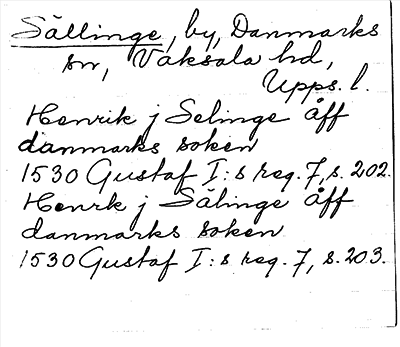 Sällinge, by, Danmarks
sn, Vaksala hd,
Upps. l.
Henrik j Selinge åff
danmarks soken
1530 Gustaf I:s reg. 7, s. 202.
Henrk j Sälinge åff
danmarks soken
1530 Gustaf I:s reg. 7, s. 203.